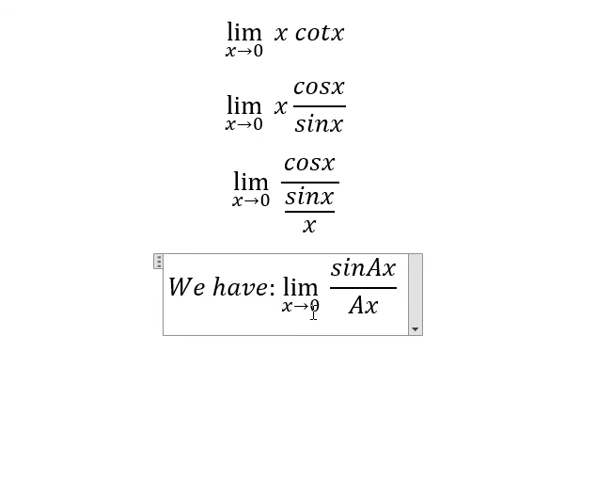 lim x→0 x cotx
lim x→0 x cosx/sinx
lim x→0 cosx/(sinx/x)
We have: lim x→0 sinAx/Ax